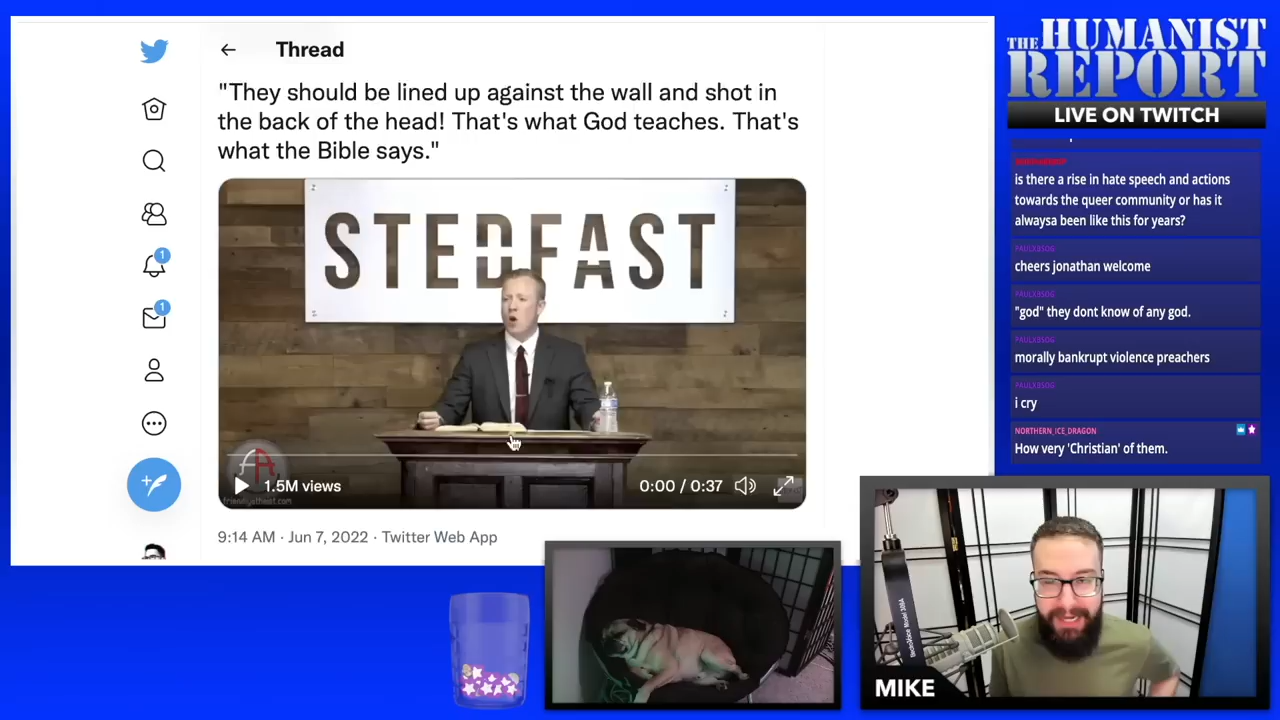 Thread
"They should be lined up against the wall and shot in
the back of the head! That's what God teaches. That's
what the Bible says."
STEDFAST
1.5M views
0:00 / 0:37
friendlyatheist.com
9:14 AM · Jun 7, 2022 · Twitter Web App
1
1
THE HUMANIST
REPORT
LIVE ON TWITCH
is there a rise in hate speech and actions
towards the queer community or has it
alwaysa been like this for years?
cheers jonathan welcome
"god" they dont know of any god.
morally bankrupt violence preachers
i cry
NORTHERN_ICE_DRAGON
How very 'Christian' of them.
MIKE